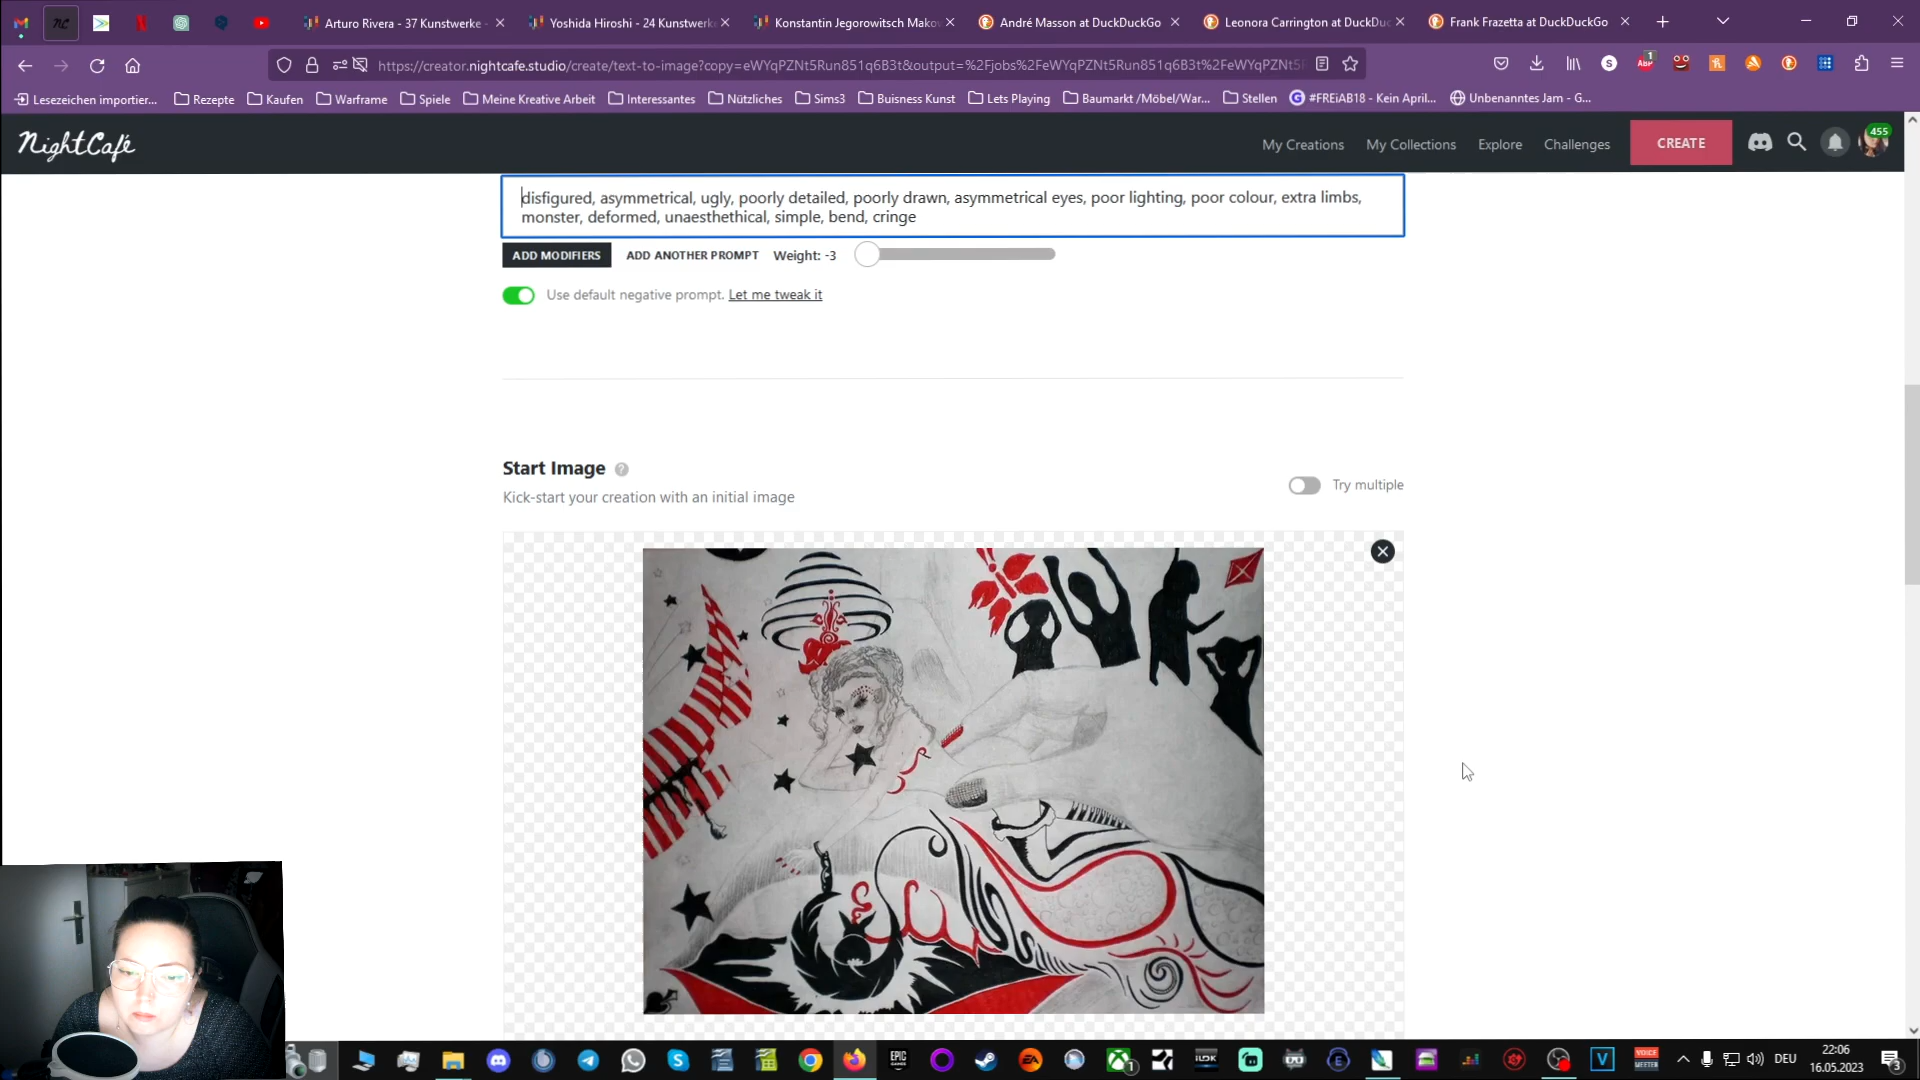 Arturo Rivera - 37 Kunstwerke -
Yoshida Hiroshi - 24 Kunstwerk
Konstantin Jegorowitsch Mako
André Masson at DuckDuckGo
Leonora Carrington at DuckDu
Frank Frazetta at DuckDuckGo
https://creator.nightcafe.studio/create/text-to-image?copy=eWYqPZNt5Run851q6B3t&output=%2Fjobs%2FeWYqPZNt5Run851q6B3t%2FeWYqPZNt5R
Lesezeichen importier...
Rezepte
Kaufen
Warframe
Spiele
Meine Kreative Arbeit
Interessantes
Nützliches
Sims3
Buisness Kunst
Lets Playing
Baumarkt /Möbel/War...
Stellen
#FREiAB18 - Kein April...
Unbenanntes Jam - G...
NightCafé
My Creations
My Collections
Explore
Challenges
CREATE
455
disfigured, asymmetrical, ugly, poorly detailed, poorly drawn, asymmetrical eyes, poor lighting, poor colour, extra limbs,
monster, deformed, unaesthethical, simple, bend, cringe
ADD MODIFIERS
ADD ANOTHER PROMPT
Weight: -3
Use default negative prompt. Let me tweak it
Start Image
Kick-start your creation with an initial image
Try multiple
DEU
22:06
16.05.2023